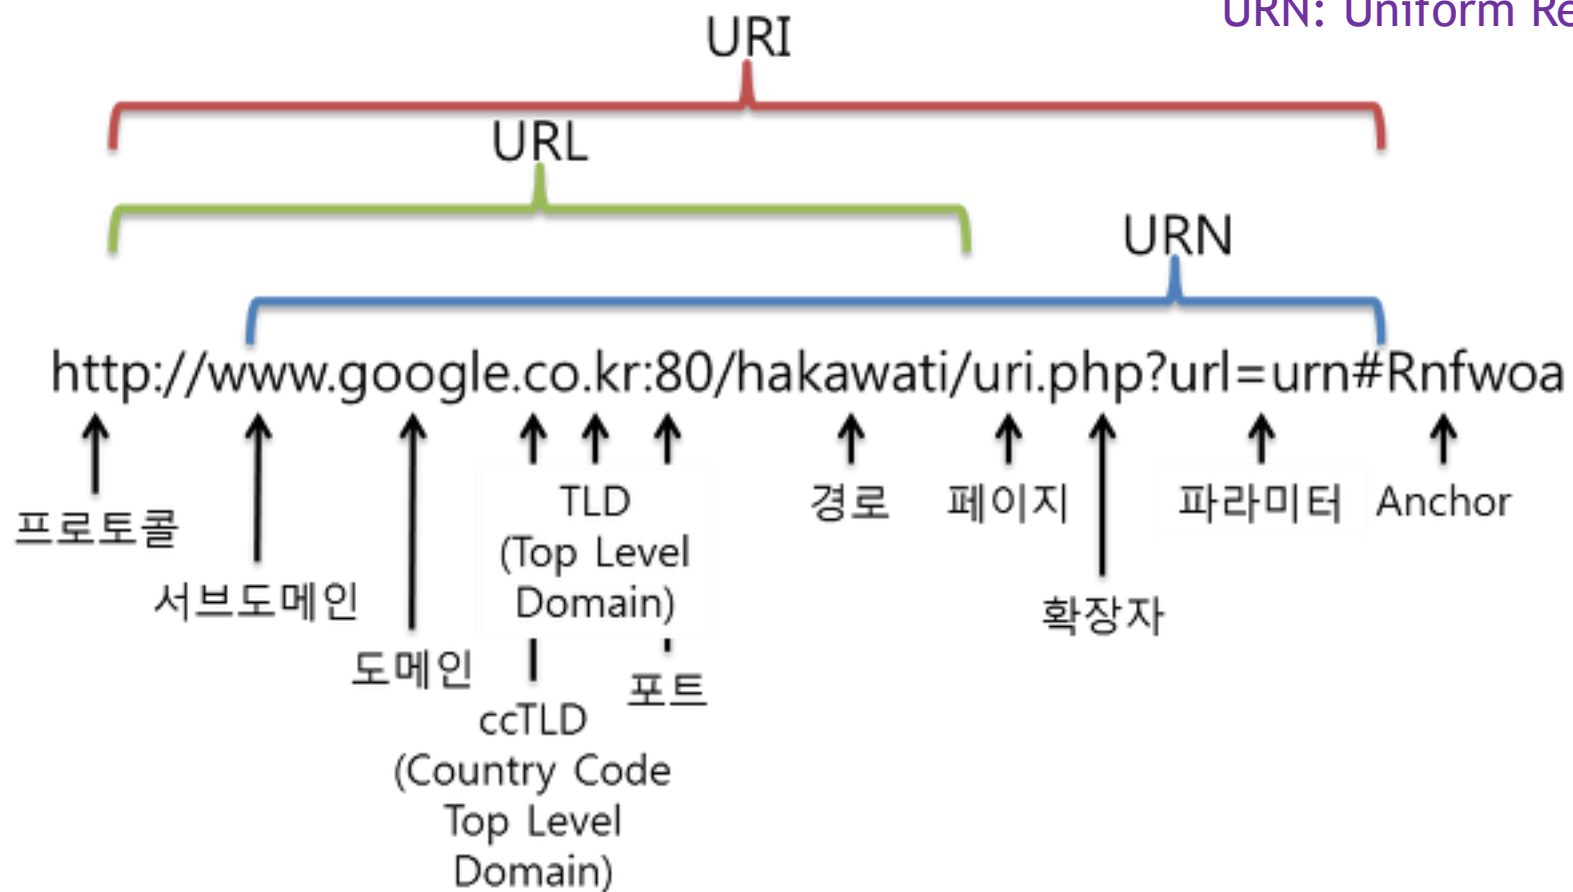 URN: Uniform Re
URI
URL
URN
http://www.google.co.kr:80/hakawati/uri.php?url=urn#Rnfwoa
프로토콜
서브도메인
도메인
TLD
(Top Level
Domain)
ccTLD
(Country Code
Top Level
Domain)
포트
경로
페이지
확장자
파라미터
Anchor